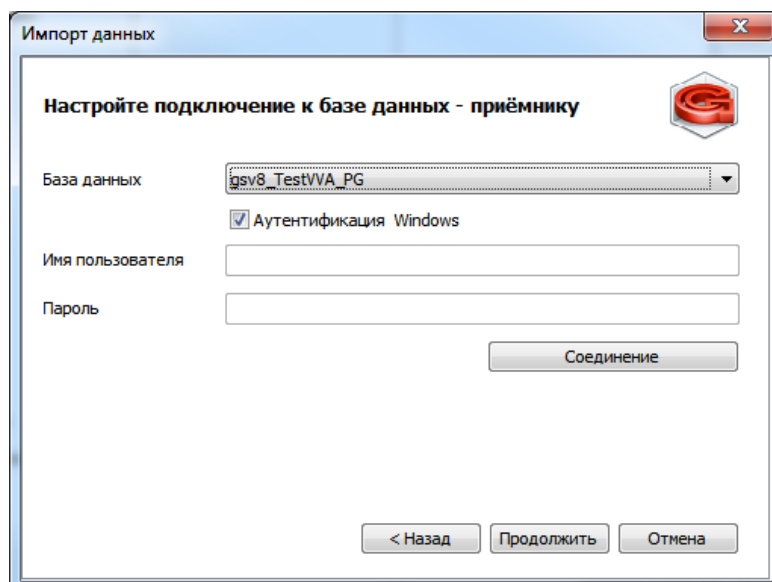 Импорт данных
Настройте подключение к базе данных - приёмнику
База данных
gsv8_TestVVA_PG
Аутентификация Windows
Имя пользователя
Пароль
Соединение
< Назад
Продолжить
Отмена